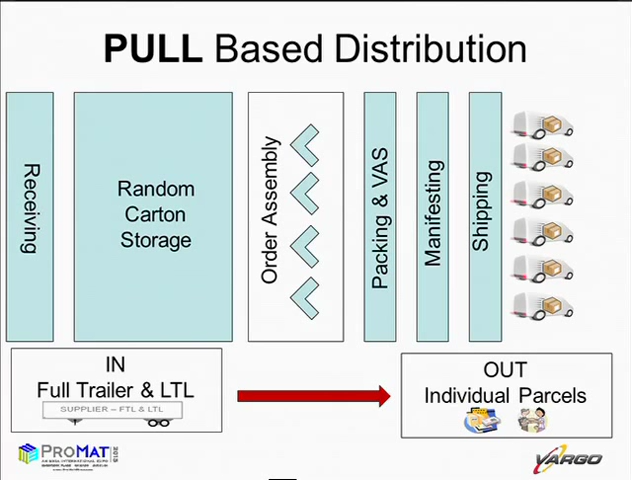 PULL Based Distribution
Receiving
Random
Carton
Storage
Order Assembly
Packing & VAS
Manifesting
Shipping
IN
Full Trailer & LTL
SUPPLIER – FTL & LTL
OUT
Individual Parcels
PROMAT
2015
VARGO